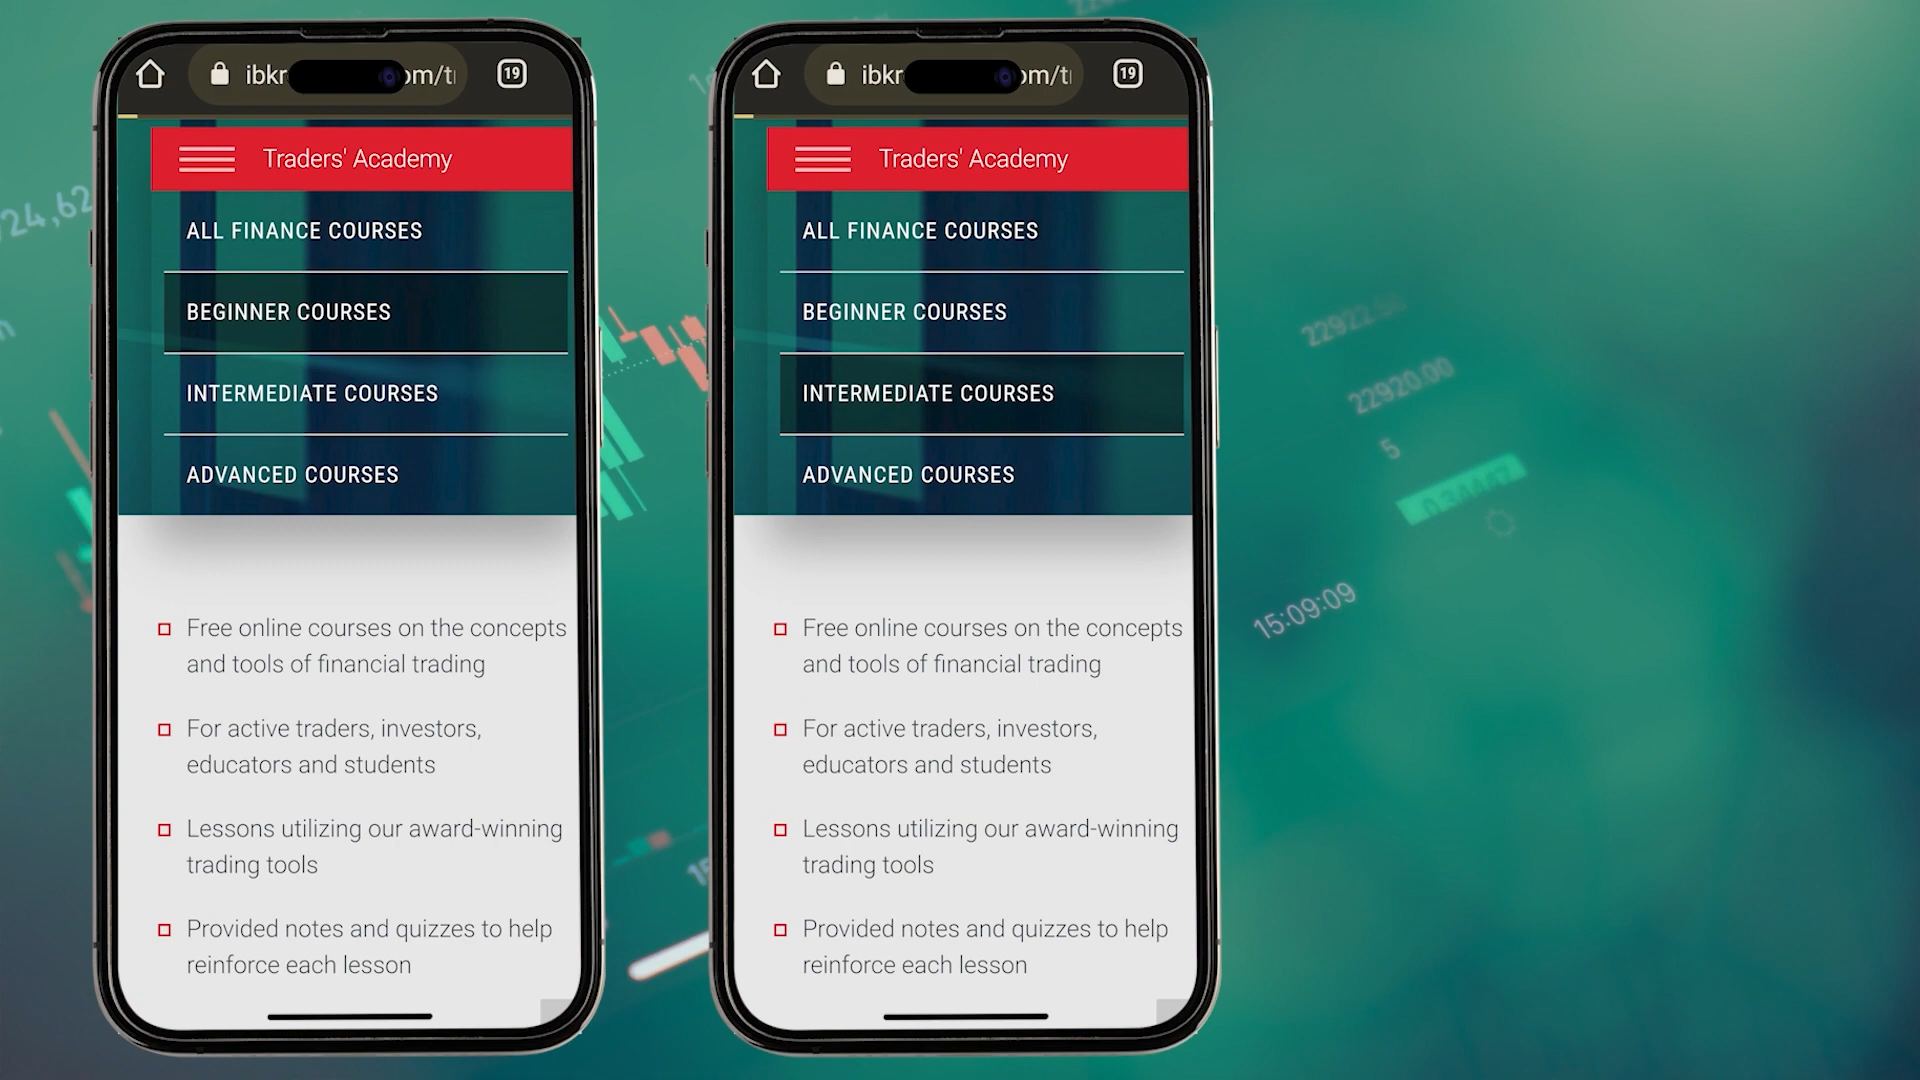 ibkr
om/t
19
Traders' Academy
ALL FINANCE COURSES
BEGINNER COURSES
INTERMEDIATE COURSES
ADVANCED COURSES
Free online courses on the concepts
and tools of financial trading
For active traders, investors,
educators and students
Lessons utilizing our award-winning
trading tools
Provided notes and quizzes to help
reinforce each lesson
ibkr
om/t
19
Traders' Academy
ALL FINANCE COURSES
BEGINNER COURSES
INTERMEDIATE COURSES
ADVANCED COURSES
Free online courses on the concepts
and tools of financial trading
For active traders, investors,
educators and students
Lessons utilizing our award-winning
trading tools
Provided notes and quizzes to help
reinforce each lesson
24,62
22920.00
5
15:09:09